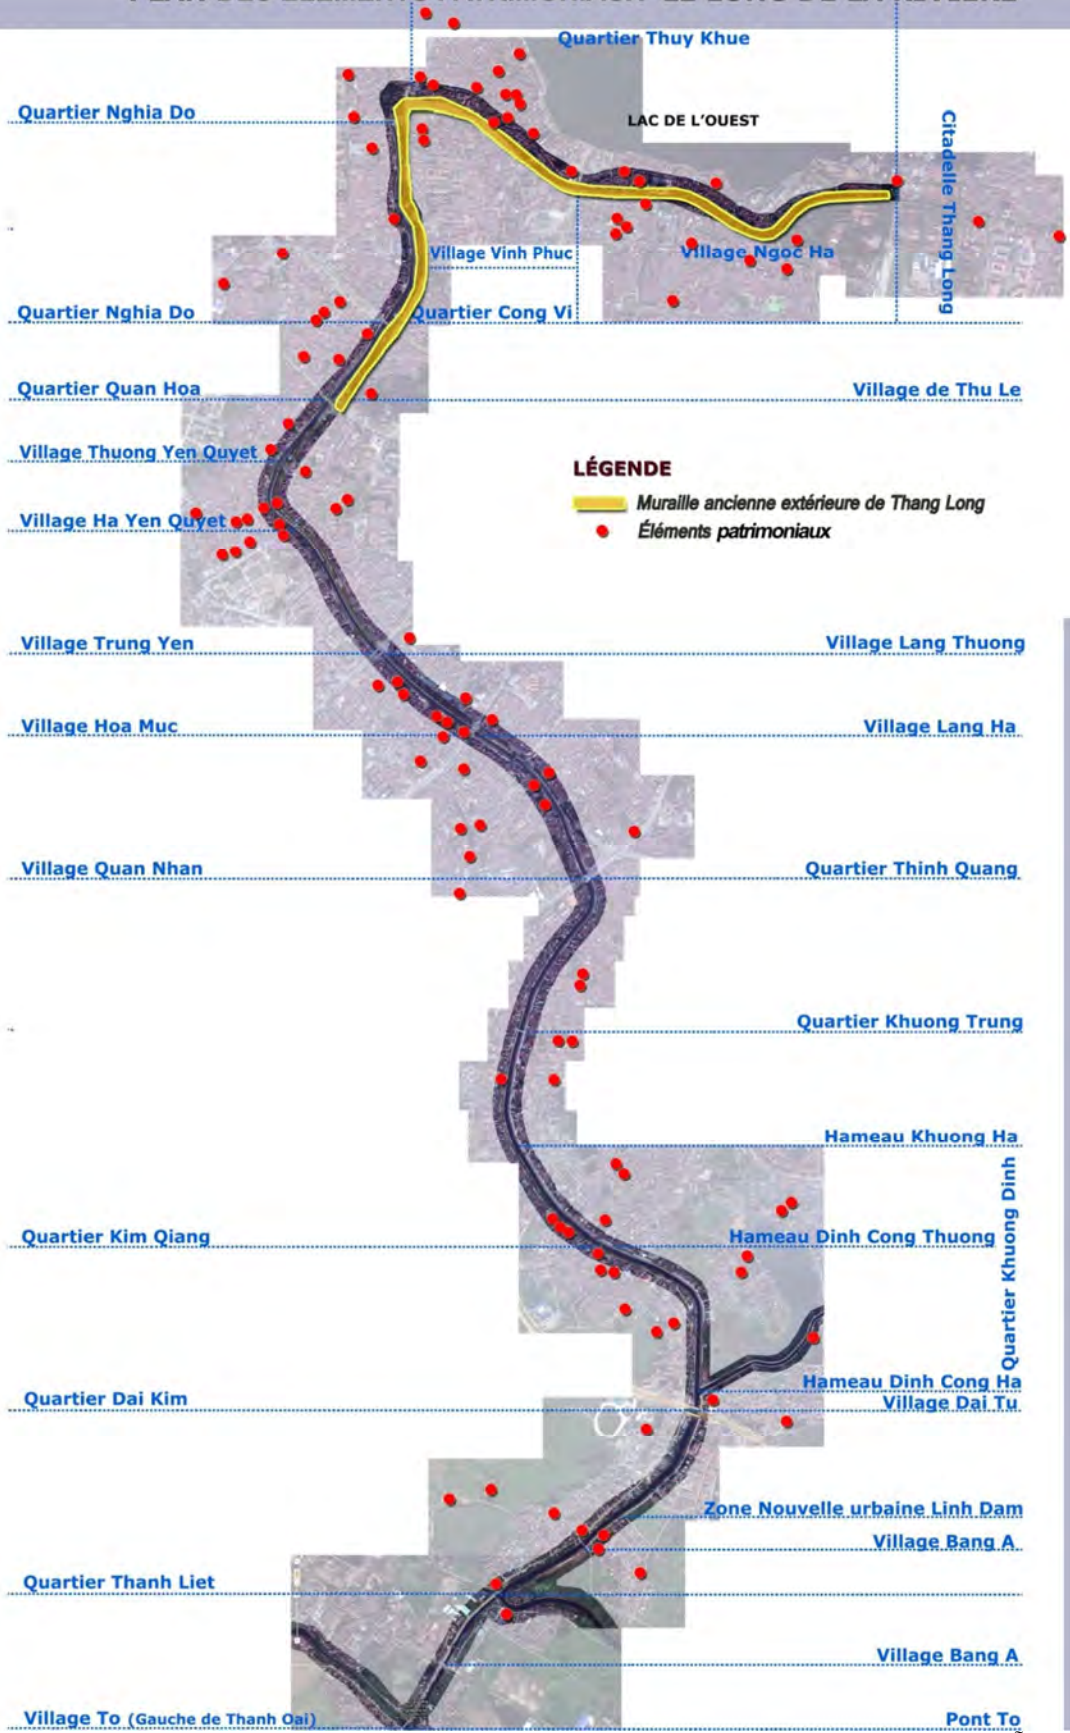 Quartier Thuy Khue
Quartier Nghia Do
LAC DE L'OUEST
Citadelle Thang Long
Village Vinh Phuc
Village Ngoc Ha
Quartier Nghia Do
Quartier Cong Vi
Quartier Quan Hoa
Village de Thu Le
Village Thuong Yen Quyet
LÉGENDE
Muraille ancienne extérieure de Thang Long
Éléments patrimoniaux
Village Ha Yen Quyet
Village Trung Yen
Village Lang Thuong
Village Hoa Muc
Village Lang Ha
Village Quan Nhan
Quartier Thinh Quang
Quartier Khuong Trung
Hameau Khuong Ha
Quartier Khuong Dinh
Quartier Kim Qiang
Hameau Dinh Cong Thuong
Hameau Dinh Cong Ha
Quartier Dai Kim
Village Dai Tu
Zone Nouvelle urbaine Linh Dam
Village Bang A
Quartier Thanh Liet
Village Bang A
Village To (Gauche de Thanh Oai)
Pont To